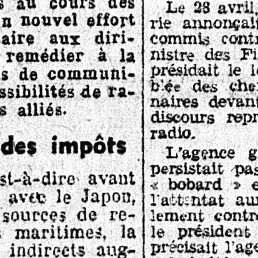 s au cours des
n nouvel effort
aire aux diri-
remédier à la
s de communi-
ssibilités de ra-
s alliés.
des impôts
st-à-dire avant
avec le Japon,
sources de re-
s maritimes, la
indirects aug-
Le 28 avril,
rie annonçai
commis contr
nistre des Fi
présidait le i
blée des che
naires devant
discours repr
radio.
L'agence g
persistait pas
« bobard » e
l'attentat au
lement contre
le président
précisait l'age